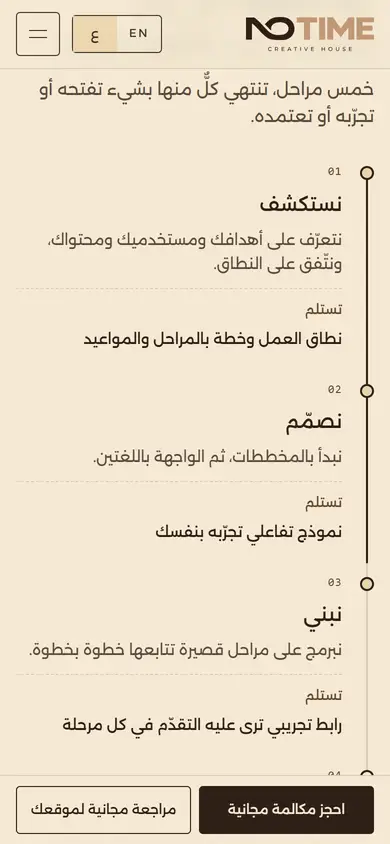 NOTIME
CREATIVE HOUSE
EN
ع
خمس مراحل، تنتهي كلٌّ منها بشيء تفتحه أو
تجرّبه أو تعتمده.
01
نستكشف
نتعرّف على أهدافك ومستخدميك ومحتواك،
ونتّفق على النطاق.
تستلم
نطاق العمل وخطة بالمراحل والمواعيد
02
نصمّم
نبدأ بالمخططات، ثم الواجهة باللغتين.
تستلم
نموذج تفاعلي تجرّبه بنفسك
03
نبني
نبرمج على مراحل قصيرة تتابعها خطوة بخطوة.
تستلم
رابط تجريبي ترى عليه التقدّم في كل مرحلة
04
احجز مكالمة مجانية
مراجعة مجانية لموقعك